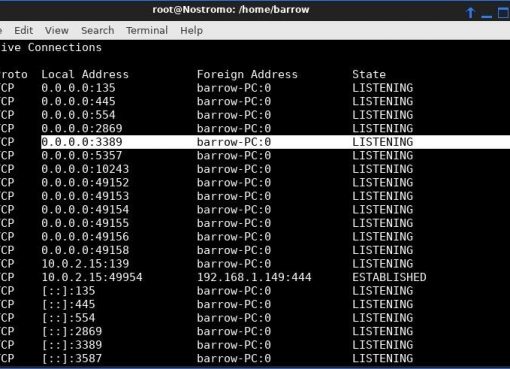 root@Nostromo: /home/barrow
Edit View Search Terminal Help
ive Connections
roto Local Address Foreign Address State
CP 0.0.0.0:135 barrow-PC:0 LISTENING
CP 0.0.0.0:445 barrow-PC:0 LISTENING
CP 0.0.0.0:554 barrow-PC:0 LISTENING
CP 0.0.0.0:2869 barrow-PC:0 LISTENING
CP 0.0.0.0:3389 barrow-PC:0 LISTENING
CP 0.0.0.0:5357 barrow-PC:0 LISTENING
CP 0.0.0.0:10243 barrow-PC:0 LISTENING
CP 0.0.0.0:49152 barrow-PC:0 LISTENING
CP 0.0.0.0:49153 barrow-PC:0 LISTENING
CP 0.0.0.0:49154 barrow-PC:0 LISTENING
CP 0.0.0.0:49155 barrow-PC:0 LISTENING
CP 0.0.0.0:49156 barrow-PC:0 LISTENING
CP 0.0.0.0:49158 barrow-PC:0 LISTENING
CP 10.0.2.15:139 barrow-PC:0 LISTENING
CP 10.0.2.15:49954 192.168.1.149:444 ESTABLISHED
CP [::]:135 barrow-PC:0 LISTENING
CP [::]:445 barrow-PC:0 LISTENING
CP [::]:554 barrow-PC:0 LISTENING
CP [::]:2869 barrow-PC:0 LISTENING
CP [::]:3389 barrow-PC:0 LISTENING
CP [::]:3587 barrow-PC:0 LISTENING